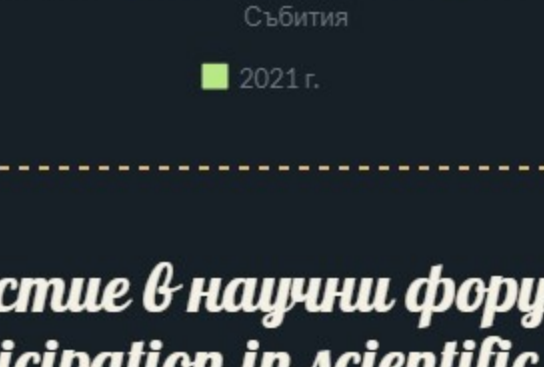 Събития
2021 г.
стие в научни фору
icipation in scientific